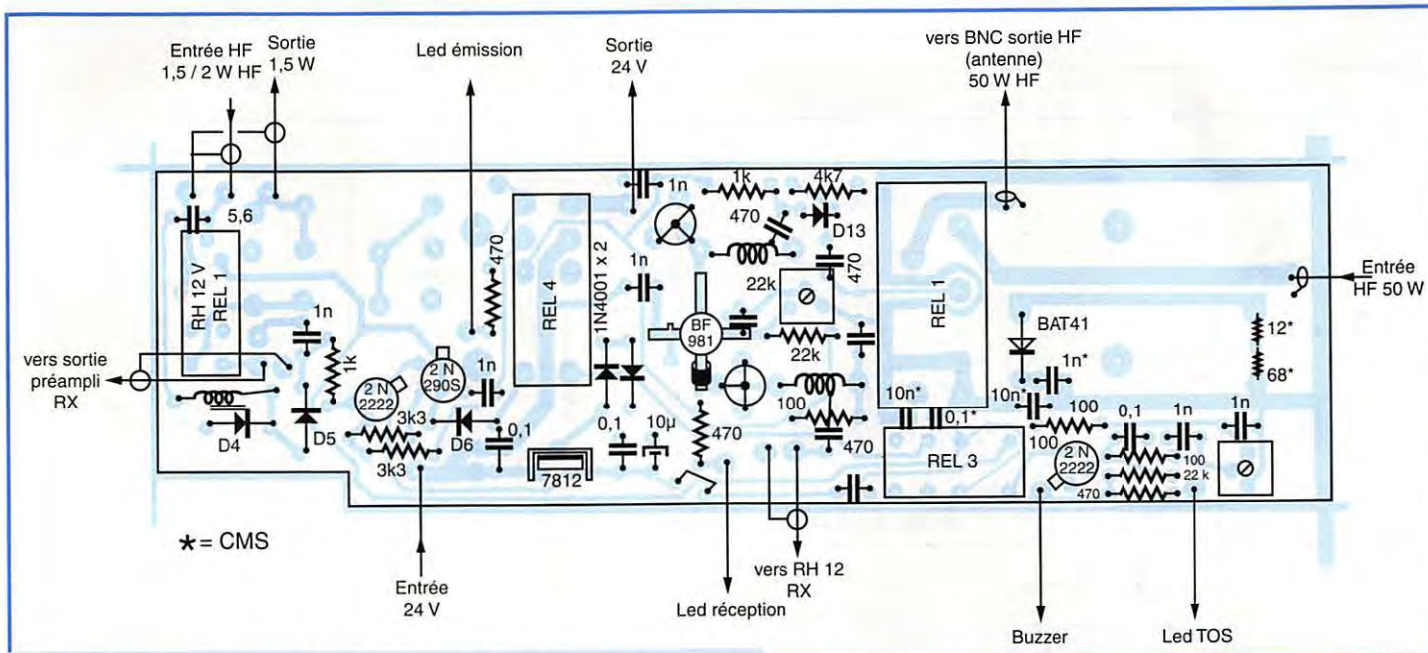 Entrée HF
1,5 / 2 W HF
Sortie
1,5 W
Led émission
Sortie
24 V
vers BNC sortie HF
(antenne)
50 W HF
5,6
RH 12 V
REL 1
1n
1k
vers sortie
préampli
RX
D4
D5
2 N
2222
3k3
3k3
2 N
290S
1n
D6
0,1
470
REL 4
7812
1N4001 x 2
1n
1n
0,1
10µ
BF
981
470
1k
4k7
470
D13
470
22k
22k
100
470
REL 1
10n*
0,1*
REL 3
BAT41
1n*
10n*
100
100
2 N
2222
0,1
1n
100
22 k
470
1n
12*
68*
Entrée
HF 50 W
* = CMS
Entrée
24 V
Led réception
vers RH 12
RX
Buzzer
Led TOS